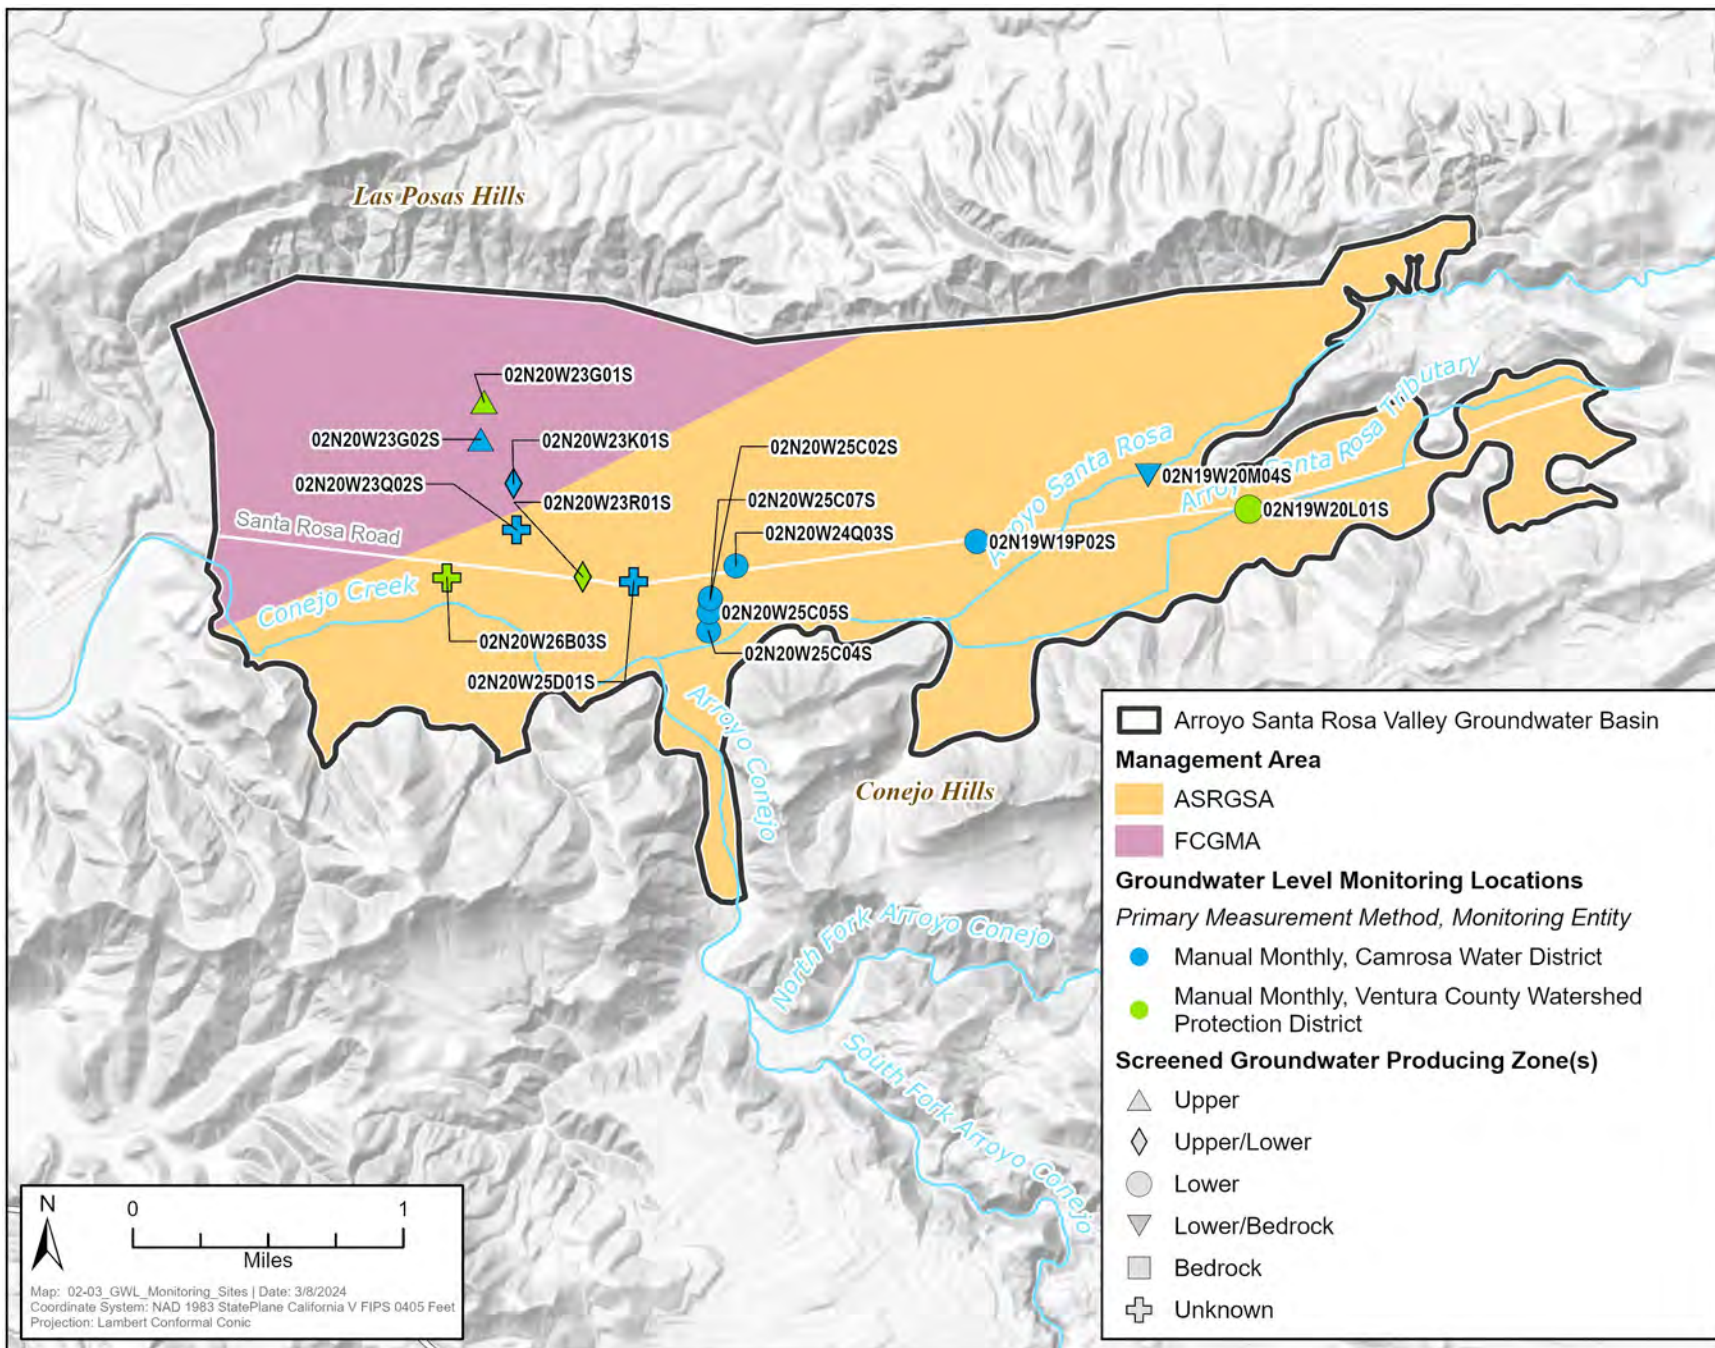 Las Posas Hills
02N20W23G01S
02N20W23G02S
02N20W23K01S
02N20W25C02S
02N20W23Q02S
02N20W23R01S
02N20W25C07S
Santa Rosa Road
02N20W24Q03S
02N19W19P02S
Arroyo Santa Rosa
02N19W20M04S
Arroyo Santa Rosa Tributary
02N19W20L01S
Conejo Creek
02N20W26B03S
02N20W25C05S
02N20W25C04S
02N20W25D01S
Arroyo Conejo
Conejo Hills
North Fork Arroyo Conejo
South Fork Arroyo Conejo
Arroyo Santa Rosa Valley Groundwater Basin
Management Area
ASRGSA
FCGMA
Groundwater Level Monitoring Locations
Primary Measurement Method, Monitoring Entity
Manual Monthly, Camrosa Water District
Manual Monthly, Ventura County Watershed
Protection District
Screened Groundwater Producing Zone(s)
Upper
Upper/Lower
Lower
Lower/Bedrock
Bedrock
Unknown
N
0 1
Miles
Map: 02-03_GWL_Monitoring_Sites | Date: 3/8/2024
Coordinate System: NAD 1983 StatePlane California V FIPS 0405 Feet
Projection: Lambert Conformal Conic